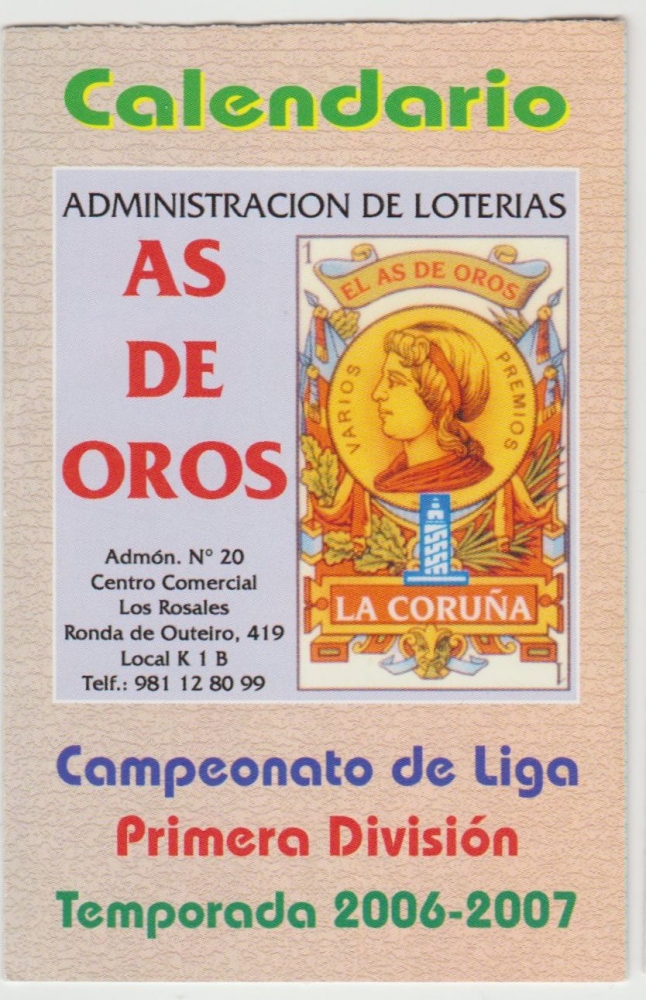 Calendario
ADMINISTRACION DE LOTERIAS
AS
DE
OROS
Admón. N° 20
Centro Comercial
Los Rosales
Ronda de Outeiro, 419
Local K 1 B
Telf.: 981 12 80 99
1
EL AS DE OROS
VARIOS
PREMIOS
LA CORUÑA
1
Campeonato de Liga
Primera División
Temporada 2006-2007